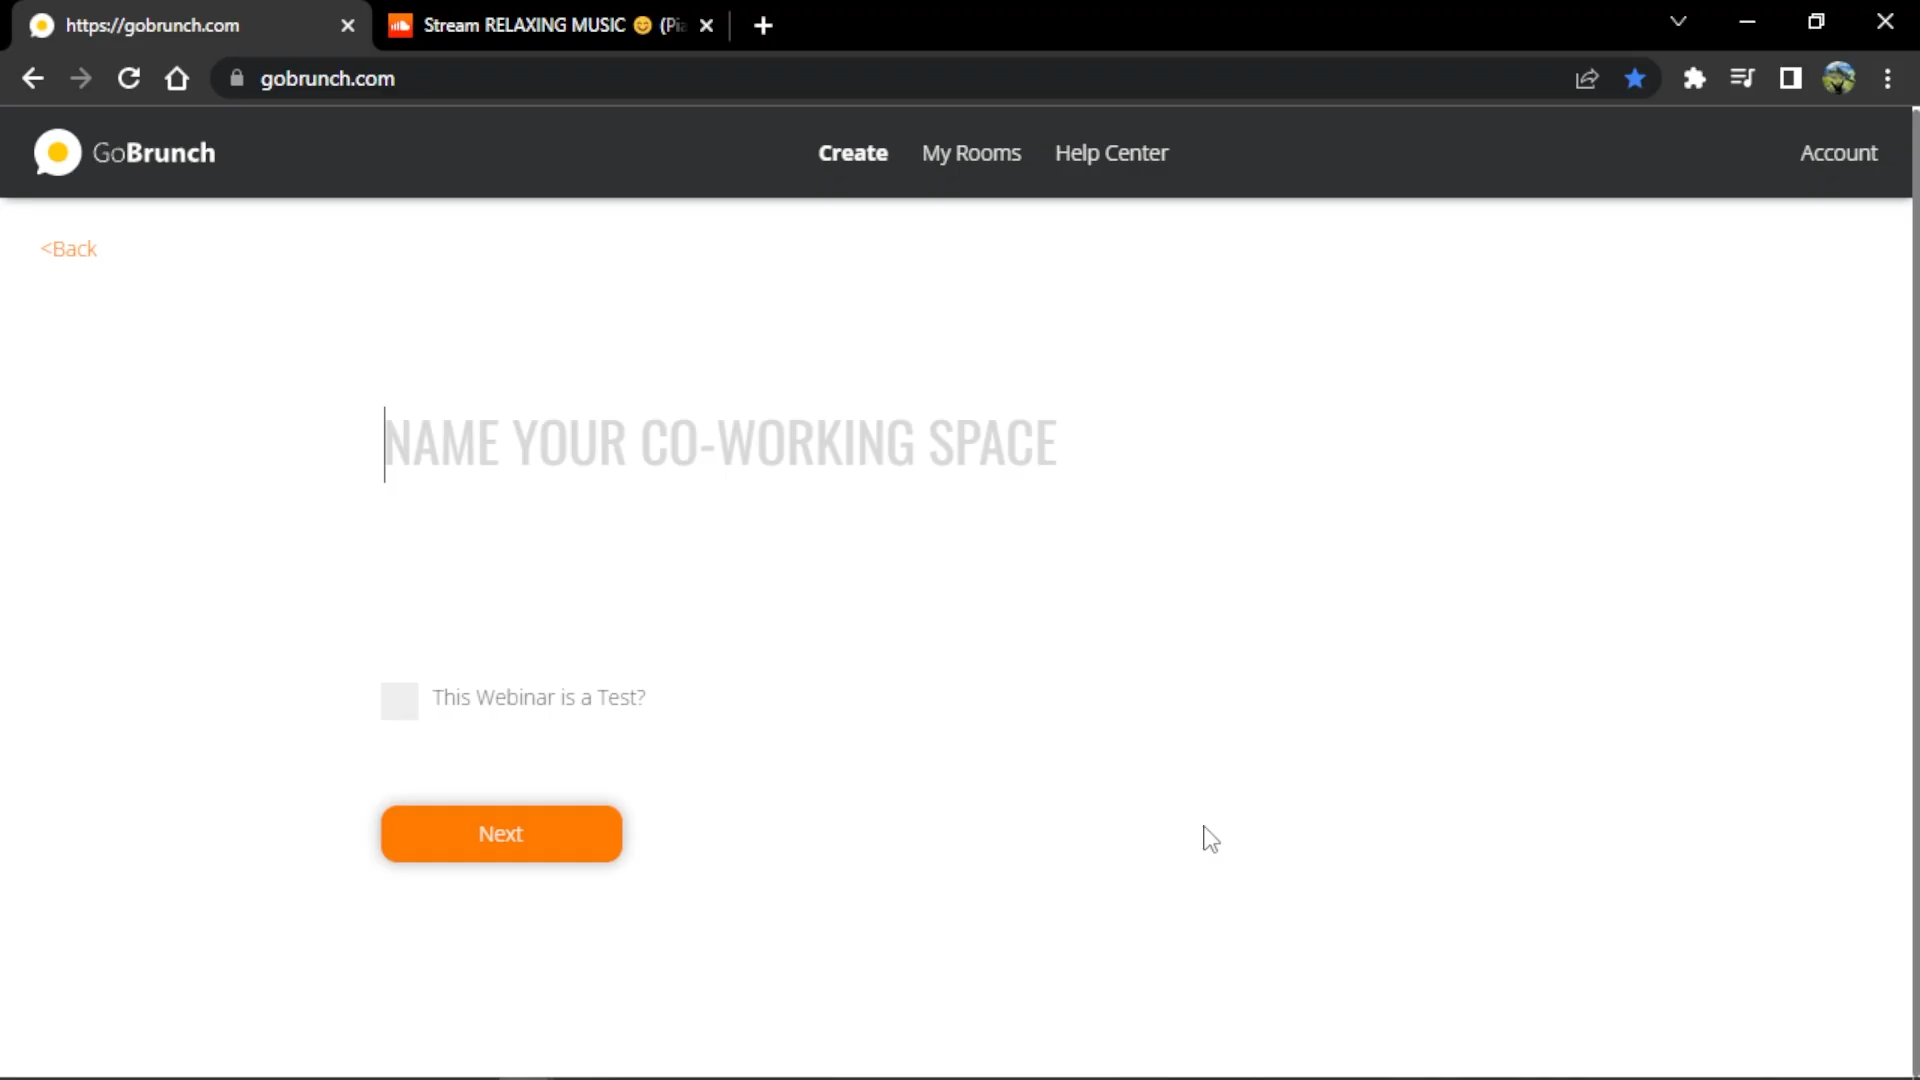 https://gobrunch.com
Stream RELAXING MUSIC 😊 (Pia
gobrunch.com
GoBrunch
Create
My Rooms
Help Center
Account
<Back
NAME YOUR CO-WORKING SPACE
This Webinar is a Test?
Next